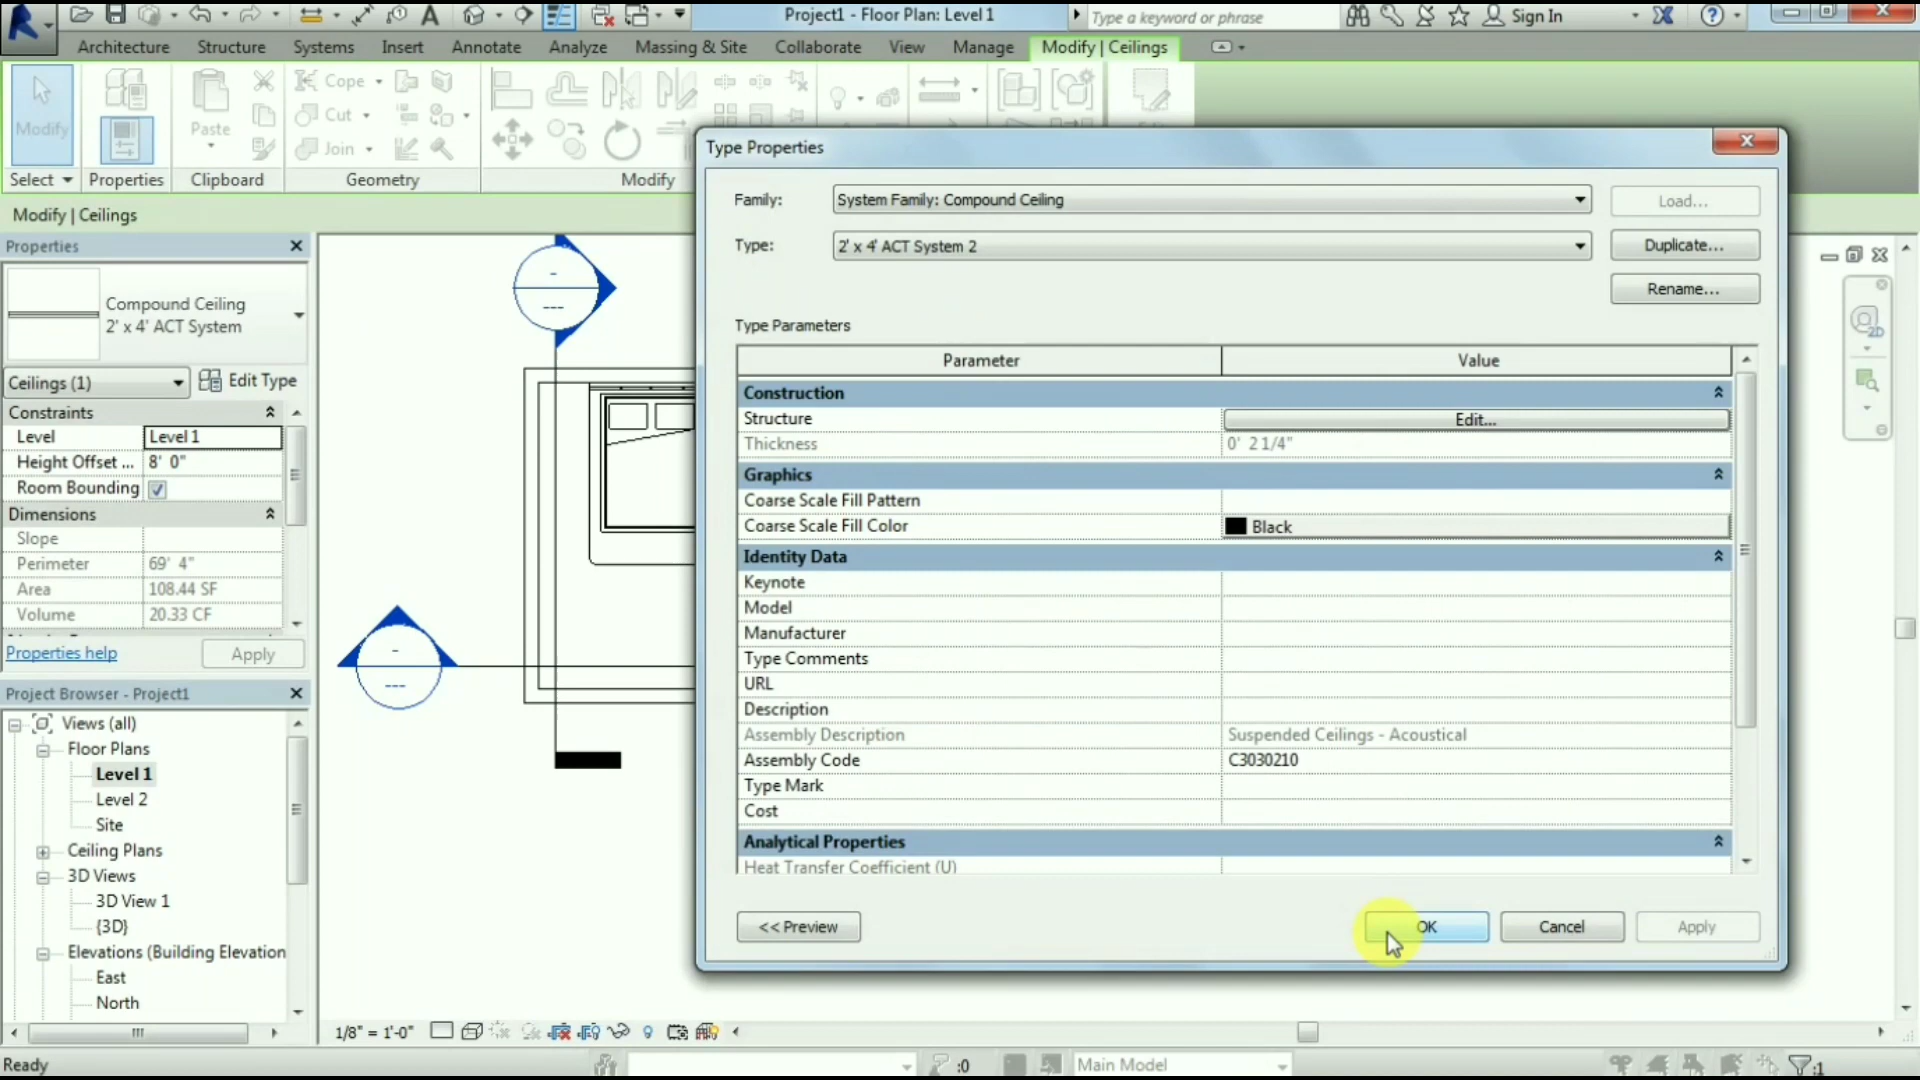 Project1 - Floor Plan: Level 1
Type a keyword or phrase
Sign In
Architecture Structure Systems Insert Annotate Analyze Massing & Site Collaborate View Manage Modify | Ceilings
Modify
Paste
Cope
Cut
Join
Select Properties Clipboard Geometry Modify
Modify | Ceilings
Properties
Compound Ceiling
2' x 4' ACT System
Ceilings (1) Edit Type
Constraints
Level Level 1
Height Offset ... 8' 0"
Room Bounding
Dimensions
Slope
Perimeter 69' 4"
Area 108.44 SF
Volume 20.33 CF
Properties help Apply
Project Browser - Project1
Views (all)
Floor Plans
Level 1
Level 2
Site
Ceiling Plans
3D Views
3D View 1
{3D}
Elevations (Building Elevation
East
North
Type Properties
Family: System Family: Compound Ceiling Load...
Type: 2' x 4' ACT System 2 Duplicate...
Rename...
Type Parameters
Parameter Value
Construction
Structure Edit...
Thickness 0' 2 1/4"
Graphics
Coarse Scale Fill Pattern
Coarse Scale Fill Color Black
Identity Data
Keynote
Model
Manufacturer
Type Comments
URL
Description
Assembly Description Suspended Ceilings - Acoustical
Assembly Code C3030210
Type Mark
Cost
Analytical Properties
Heat Transfer Coefficient (U)
<< Preview OK Cancel Apply
2D
1/8" = 1'-0"
Ready
:0
Main Model
:1